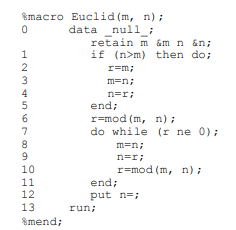 %macro Euclid(m, n);
0 data _null_;
retain m &m n &n;
1 if (n>m) then do;
2 r=m;
3 m=n;
4 n=r;
5 end;
6 r=mod(m, n);
7 do while (r ne 0);
8 m=n;
9 n=r;
10 r=mod(m, n);
11 end;
12 put n=;
13 run;
%mend;